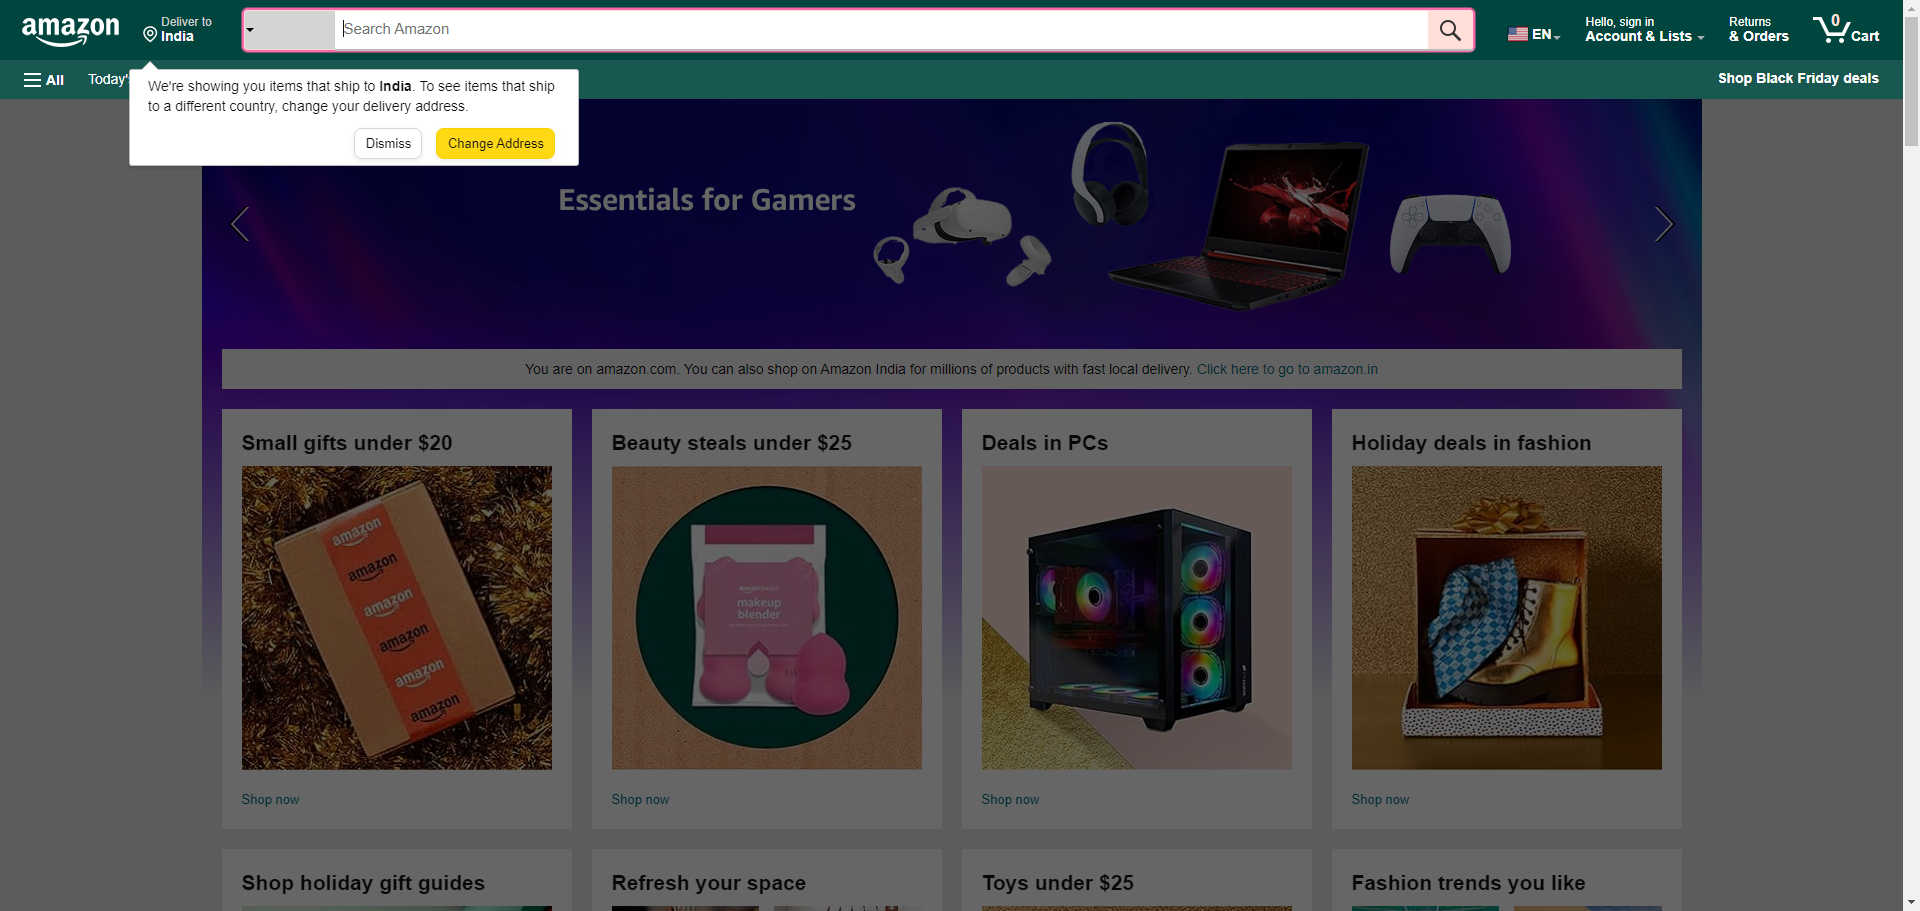 amazon
Deliver to
India
Search Amazon
EN
Hello, sign in
Account & Lists
Returns
& Orders
0
Cart
All
Today's
Shop Black Friday deals
We're showing you items that ship to India. To see items that ship
to a different country, change your delivery address.
Dismiss
Change Address
Essentials for Gamers
You are on amazon.com. You can also shop on Amazon India for millions of products with fast local delivery. Click here to go to amazon.in
Small gifts under $20
Beauty steals under $25
Deals in PCs
Holiday deals in fashion
amazon
amazon
amazon
amazon
amazon
amazon
makeup
blender
Shop now
Shop now
Shop now
Shop now
Shop holiday gift guides
Refresh your space
Toys under $25
Fashion trends you like